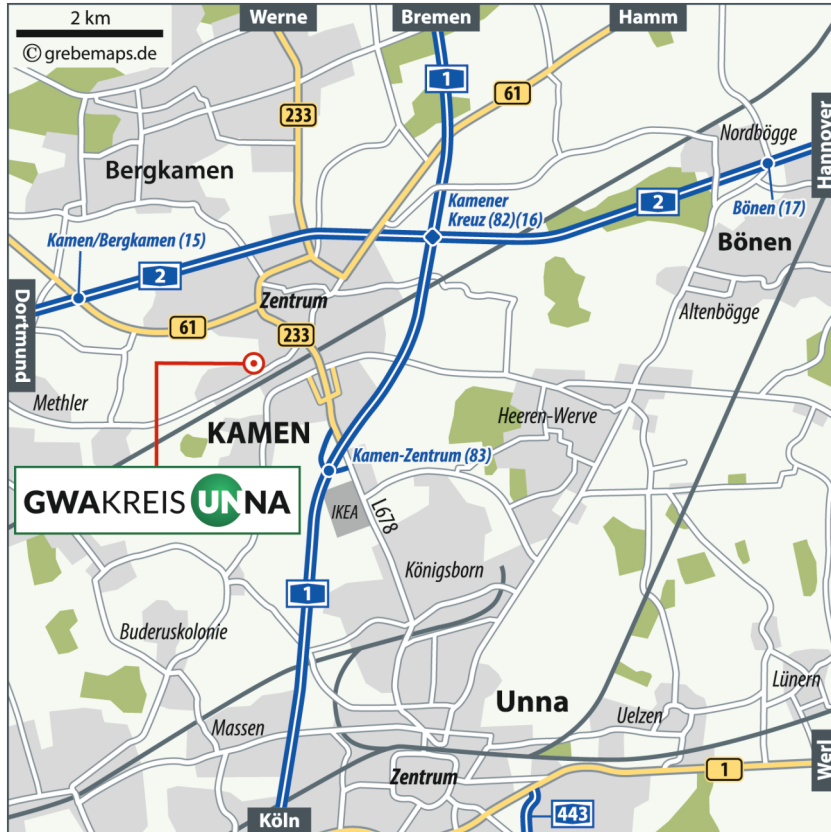 2 km
© grebemaps.de
Werne
Bremen
Hamm
1
61
233
Hannover
Nordbögge
Bergkamen
Kamener
Kreuz (82)(16)
2
Bönen (17)
Kamen/Bergkamen (15)
Bönen
2
Zentrum
Altenbögge
Dortmund
61
233
Methler
KAMEN
Heeren-Werve
Kamen-Zentrum (83)
GWAKREIS UNNA
IKEA
L678
Königsborn
1
Buderuskolonie
Lünern
Unna
Uelzen
Massen
Werl
Zentrum
1
Köln
443